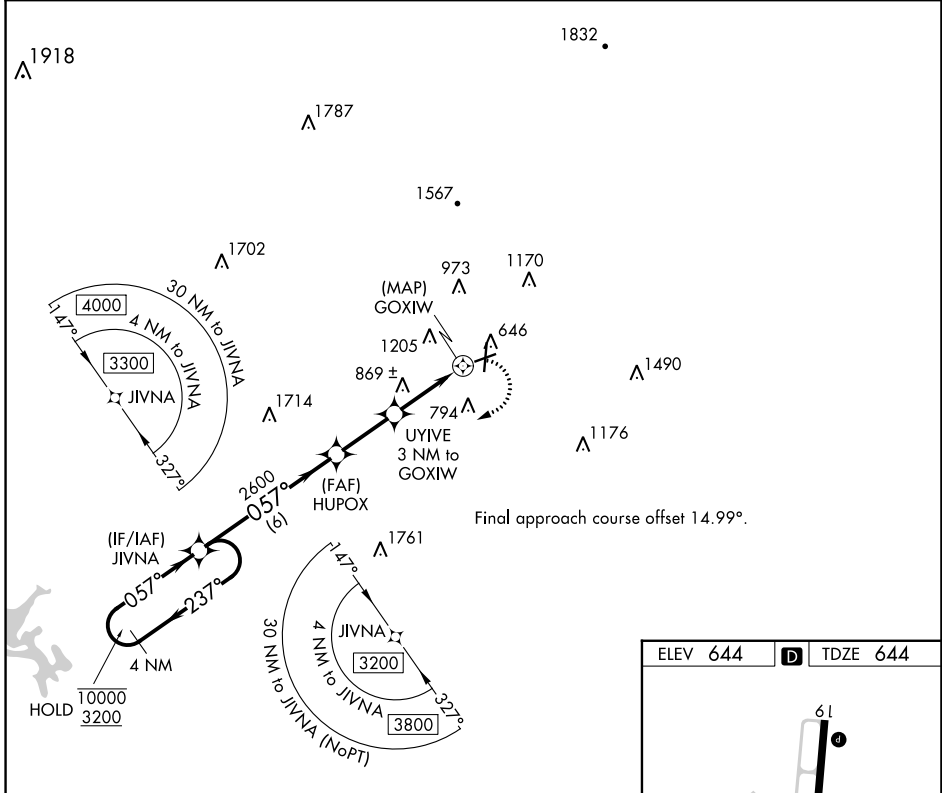 1832
1918
1787
1567
1702
973
1170
(MAP)
GOXIW
646
1205
30 NM to JIVNA
4000
147°
4 NM to JIVNA
3300
JIVNA
327°
869 ±
1490
1714
794
UYIVE
3 NM to
GOXIW
1176
2600
057°
(6)
(FAF)
HUPOX
Final approach course offset 14.99°.
(IF/IAF)
JIVNA
1761
057°
237°
4 NM
HOLD
10000
3200
147°
JIVNA
3200
4 NM to JIVNA
3800
327°
30 NM to JIVNA (NoPT)
ELEV 644
D
TDZE 644
19
P